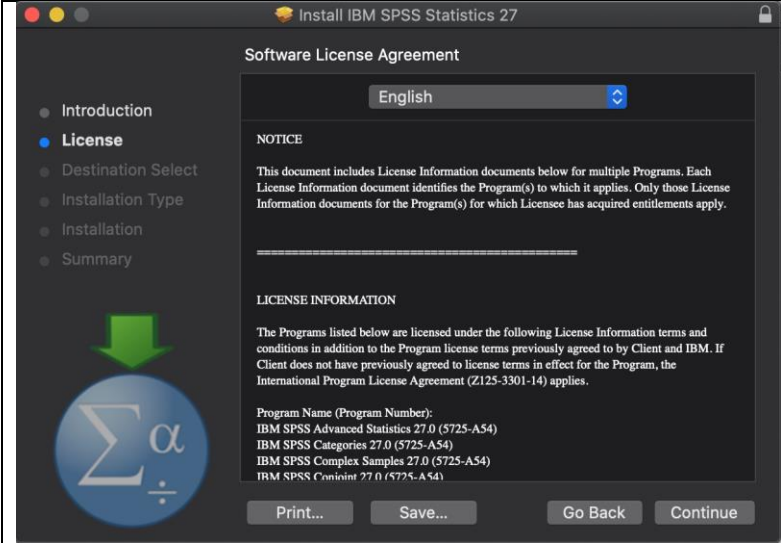 Install IBM SPSS Statistics 27
Software License Agreement
Introduction
License
Destination Select
Installation Type
Installation
Summary
English
NOTICE
This document includes License Information documents below for multiple Programs. Each
License Information document identifies the Program(s) to which it applies. Only those License
Information documents for the Program(s) for which Licensee has acquired entitlements apply.
==============================================
LICENSE INFORMATION
The Programs listed below are licensed under the following License Information terms and
conditions in addition to the Program license terms previously agreed to by Client and IBM. If
Client does not have previously agreed to license terms in effect for the Program, the
International Program License Agreement (Z125-3301-14) applies.
Program Name (Program Number):
IBM SPSS Advanced Statistics 27.0 (5725-A54)
IBM SPSS Categories 27.0 (5725-A54)
IBM SPSS Complex Samples 27.0 (5725-A54)
IBM SPSS Conjoint 27.0 (5725-A54)
Σ α ÷
Print... Save... Go Back Continue